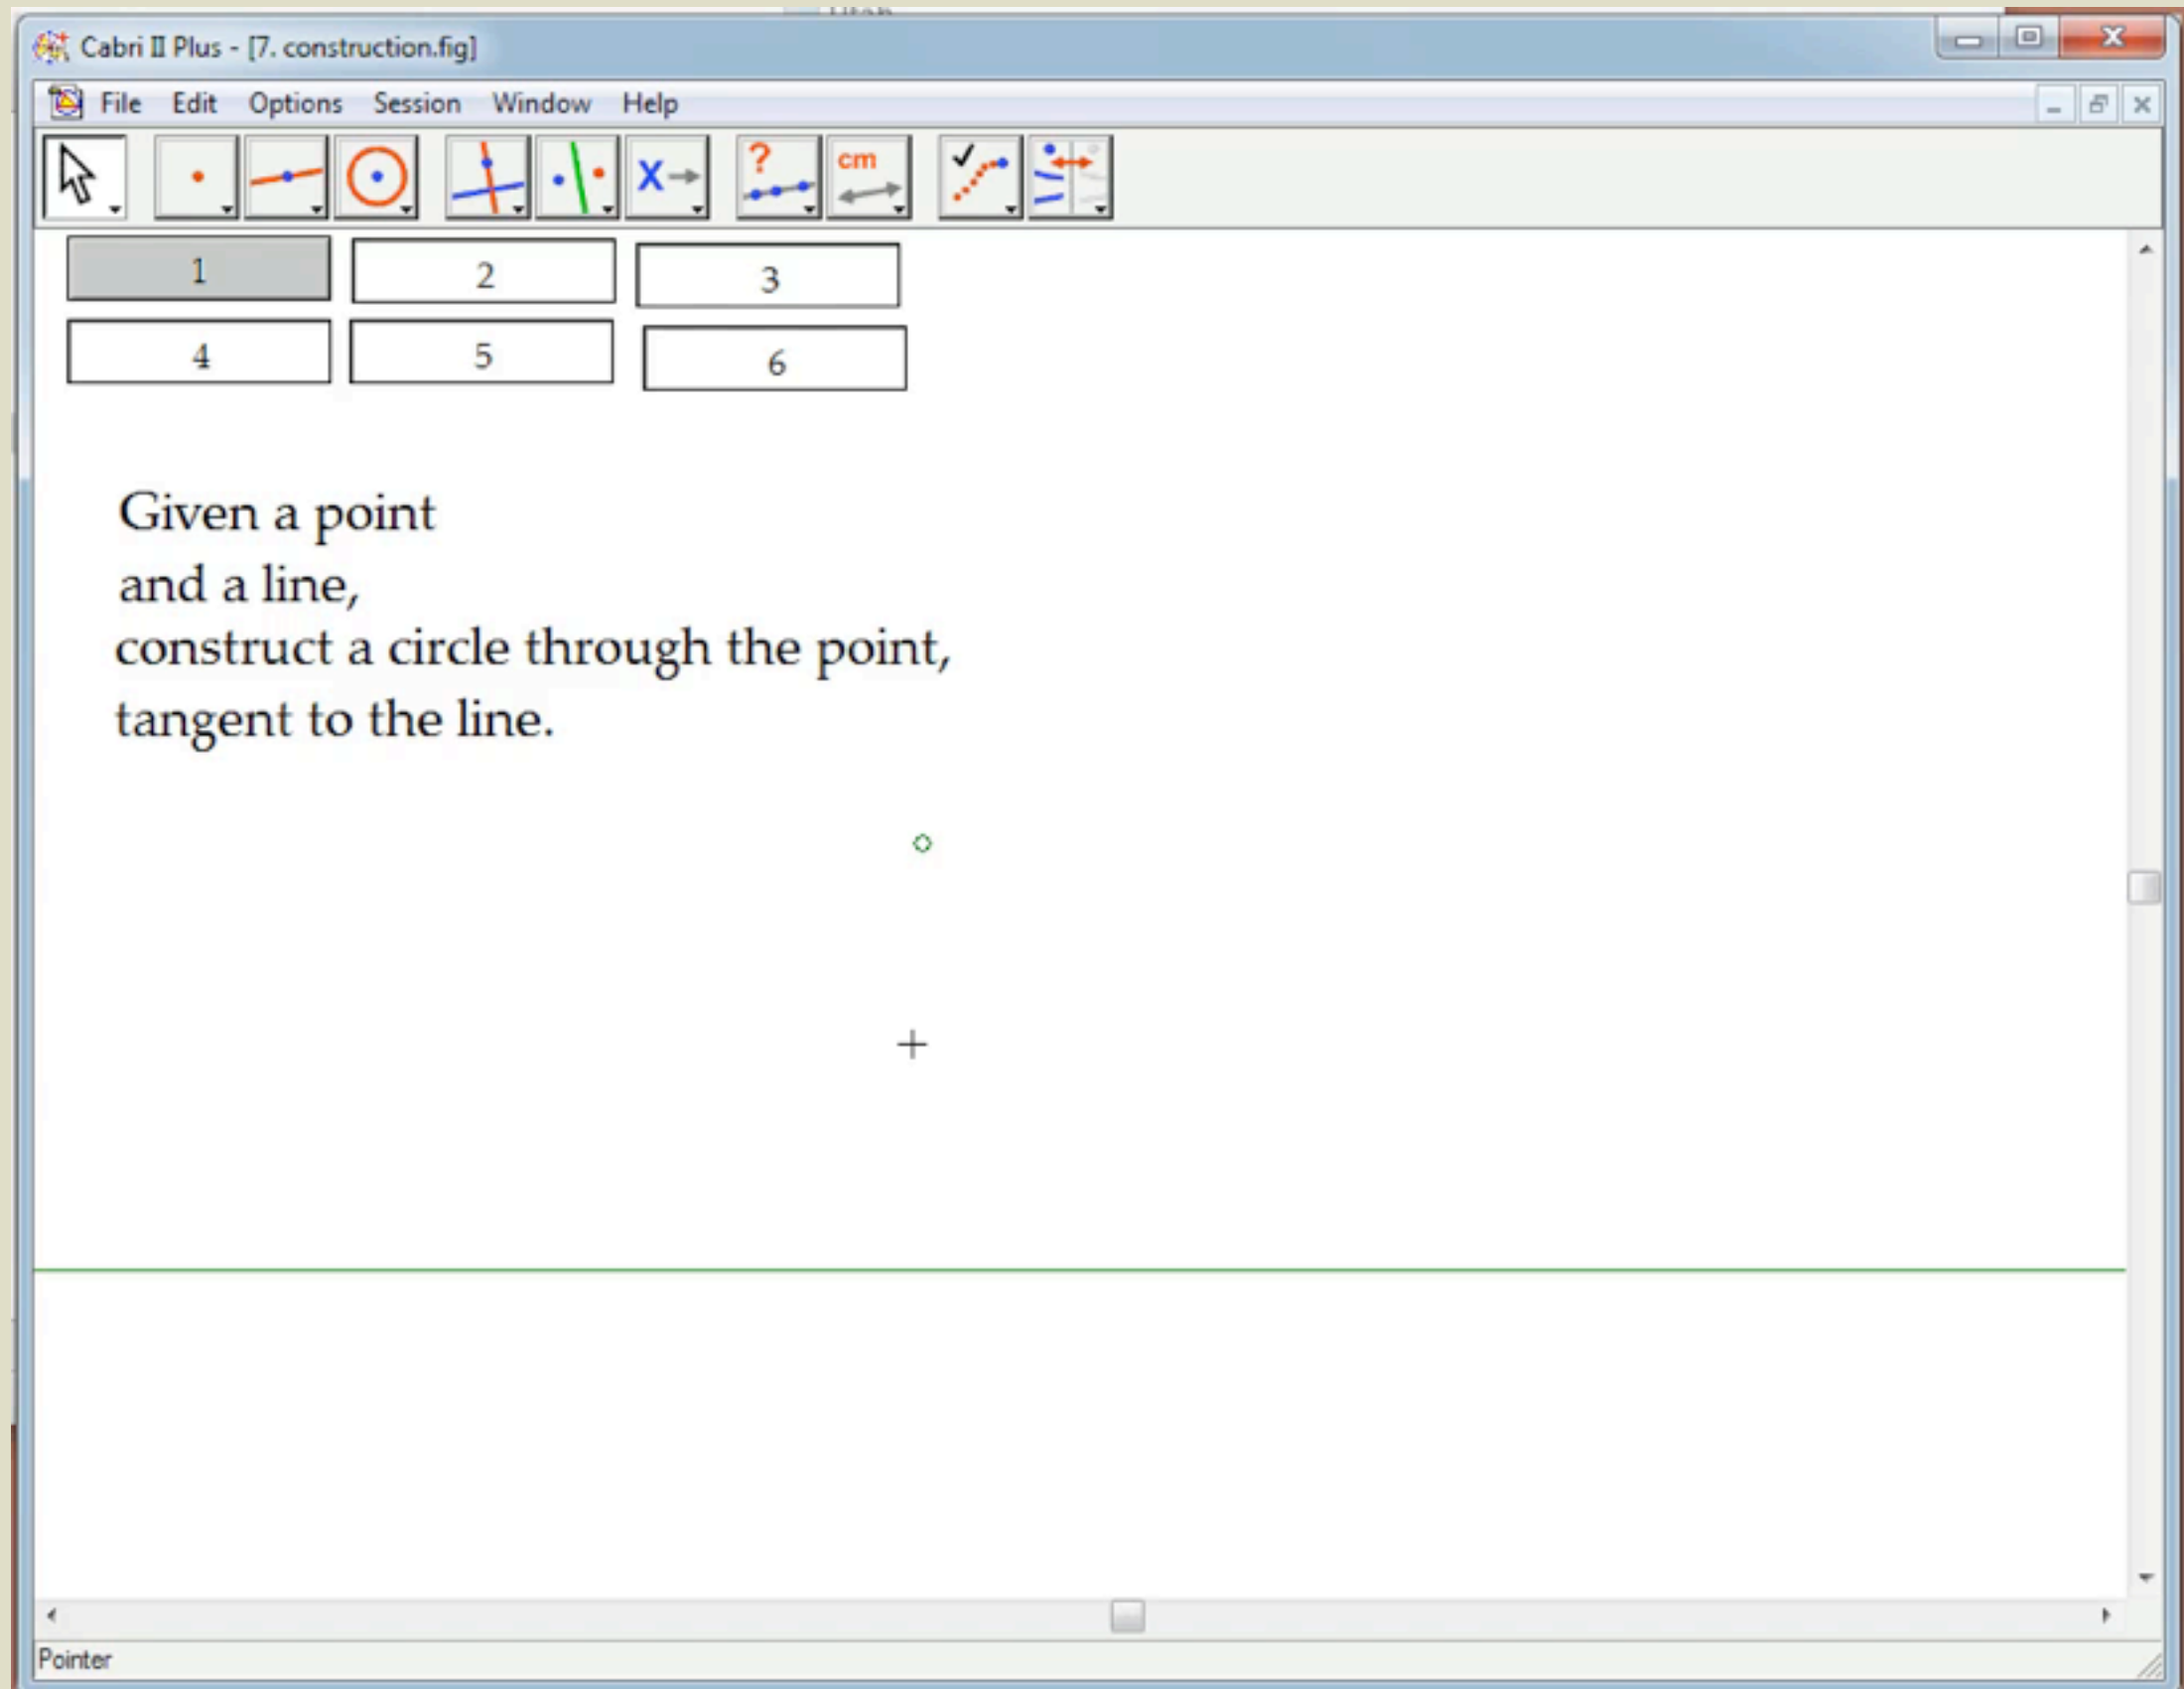 Cabri II Plus - [7. construction.fig]
File Edit Options Session Window Help
? cm
X
1 2 3
4 5 6
Given a point
and a line,
construct a circle through the point,
tangent to the line.
Pointer